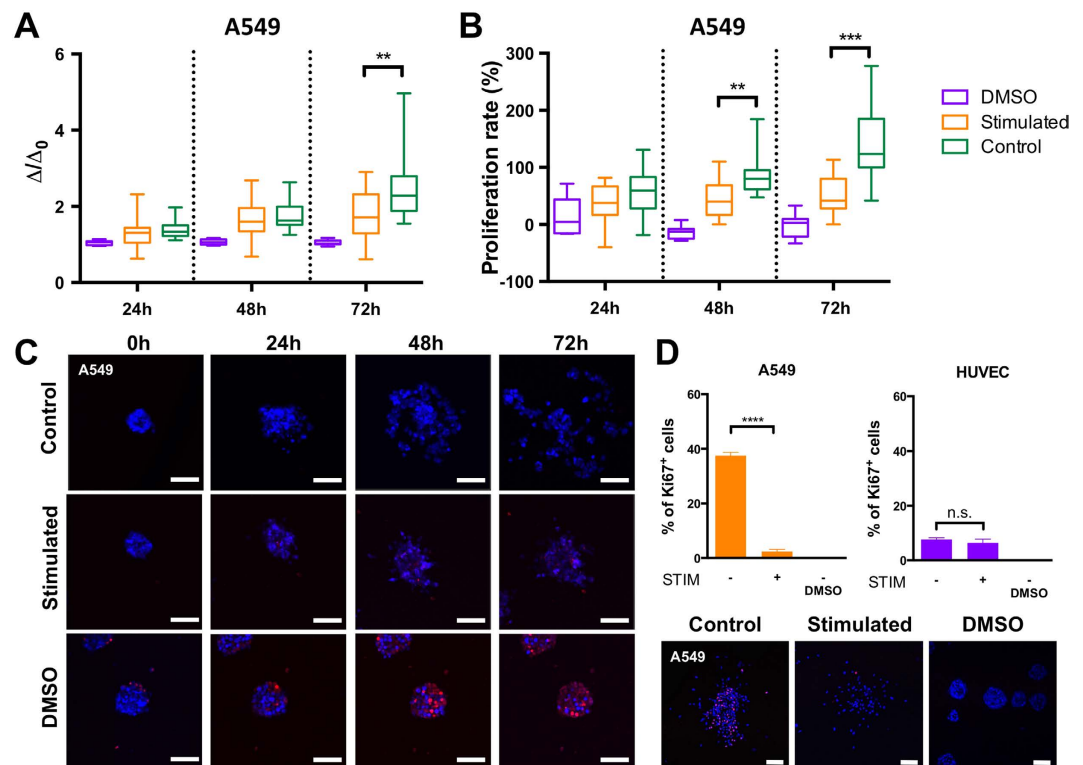 A
A549
Δ/Δ0
6
4
2
0
24h
48h
72h
**
B
A549
Proliferation rate (%)
300
200
100
0
-100
24h
48h
72h
**
***
DMSO
Stimulated
Control
C
0h
24h
48h
72h
A549
Control
Stimulated
DMSO
D
A549
% of Ki67+ cells
60
40
20
0
****
STIM - + -
DMSO
HUVEC
% of Ki67+ cells
60
40
20
0
n.s.
STIM - + -
DMSO
Control Stimulated DMSO
A549